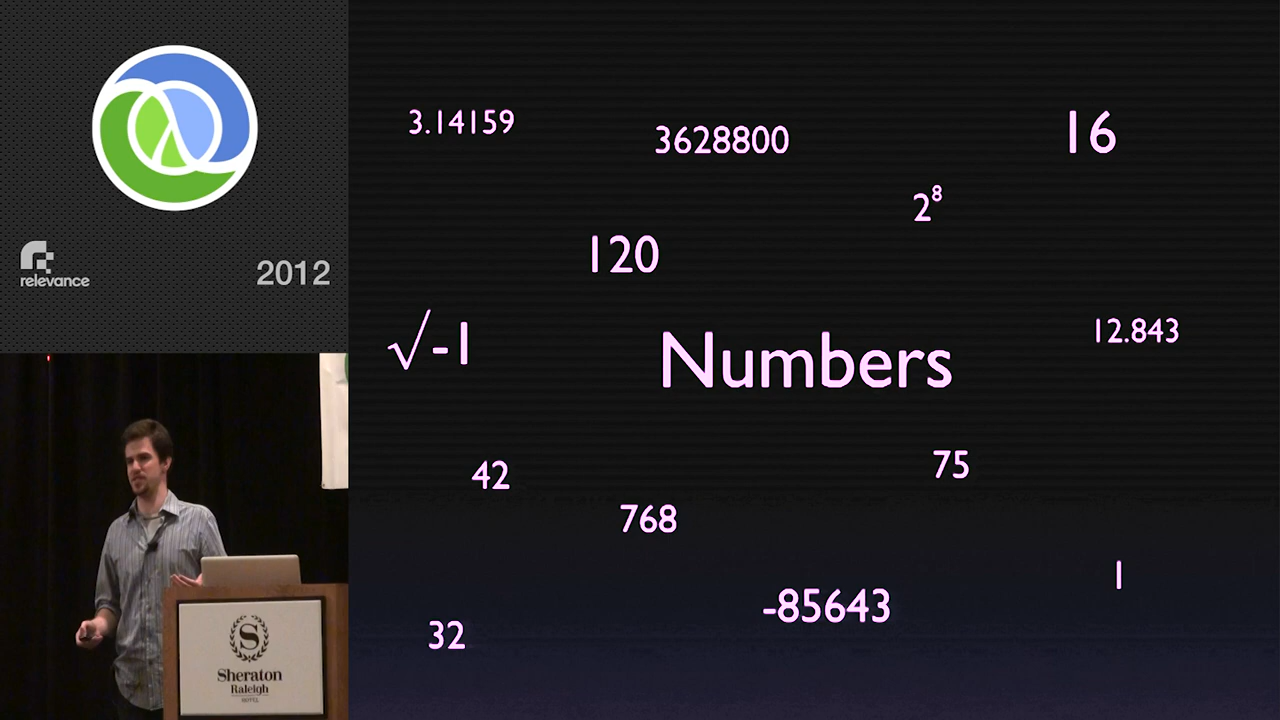 relevance
2012
3.14159
3628800
16
2⁸
120
√-1
Numbers
12.843
42
75
768
1
-85643
32
S
Sheraton
Raleigh
HOTEL